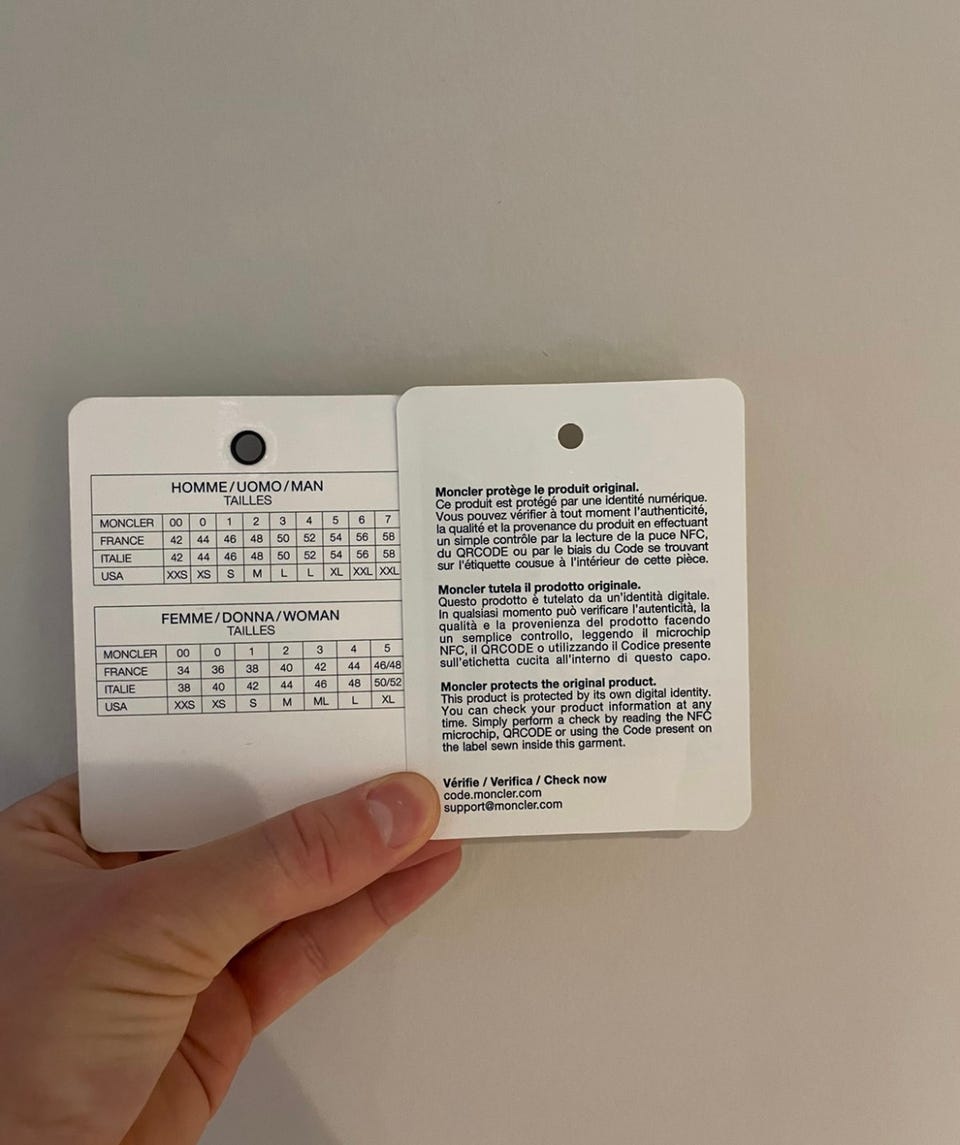 HOMME/UOMO/MAN
TAILLES
MONCLER 00 0 1 2 3 4 5 6 7
FRANCE 42 44 46 48 50 52 54 56 58
ITALIE 42 44 46 48 50 52 54 56 58
USA XXS XS S M L L XL XXL XXL
FEMME/DONNA/WOMAN
TAILLES
MONCLER 00 0 1 2 3 4 5
FRANCE 34 36 38 40 42 44 46/48
ITALIE 38 40 42 44 46 48 50/52
USA XXS XS S M ML L XL
Moncler protège le produit original.
Ce produit est protégé par une identité numérique.
Vous pouvez vérifier à tout moment l'authenticité,
la qualité et la provenance du produit en effectuant
un simple contrôle par la lecture de la puce NFC,
du QRCODE ou par le biais du Code se trouvant
sur l'étiquette cousue à l'intérieur de cette pièce.
Moncler tutela il prodotto originale.
Questo prodotto è tutelato da un'identità digitale.
In qualsiasi momento può verificare l'autenticità, la
qualità e la provenienza del prodotto facendo
un semplice controllo, leggendo il microchip
NFC, il QRCODE o utilizzando il Codice presente
sull'etichetta cucita all'interno di questo capo.
Moncler protects the original product.
This product is protected by its own digital identity.
You can check your product information at any
time. Simply perform a check by reading the NFC
microchip, QRCODE or using the Code present on
the label sewn inside this garment.
Vérifie / Verifica / Check now
code.moncler.com
support@moncler.com